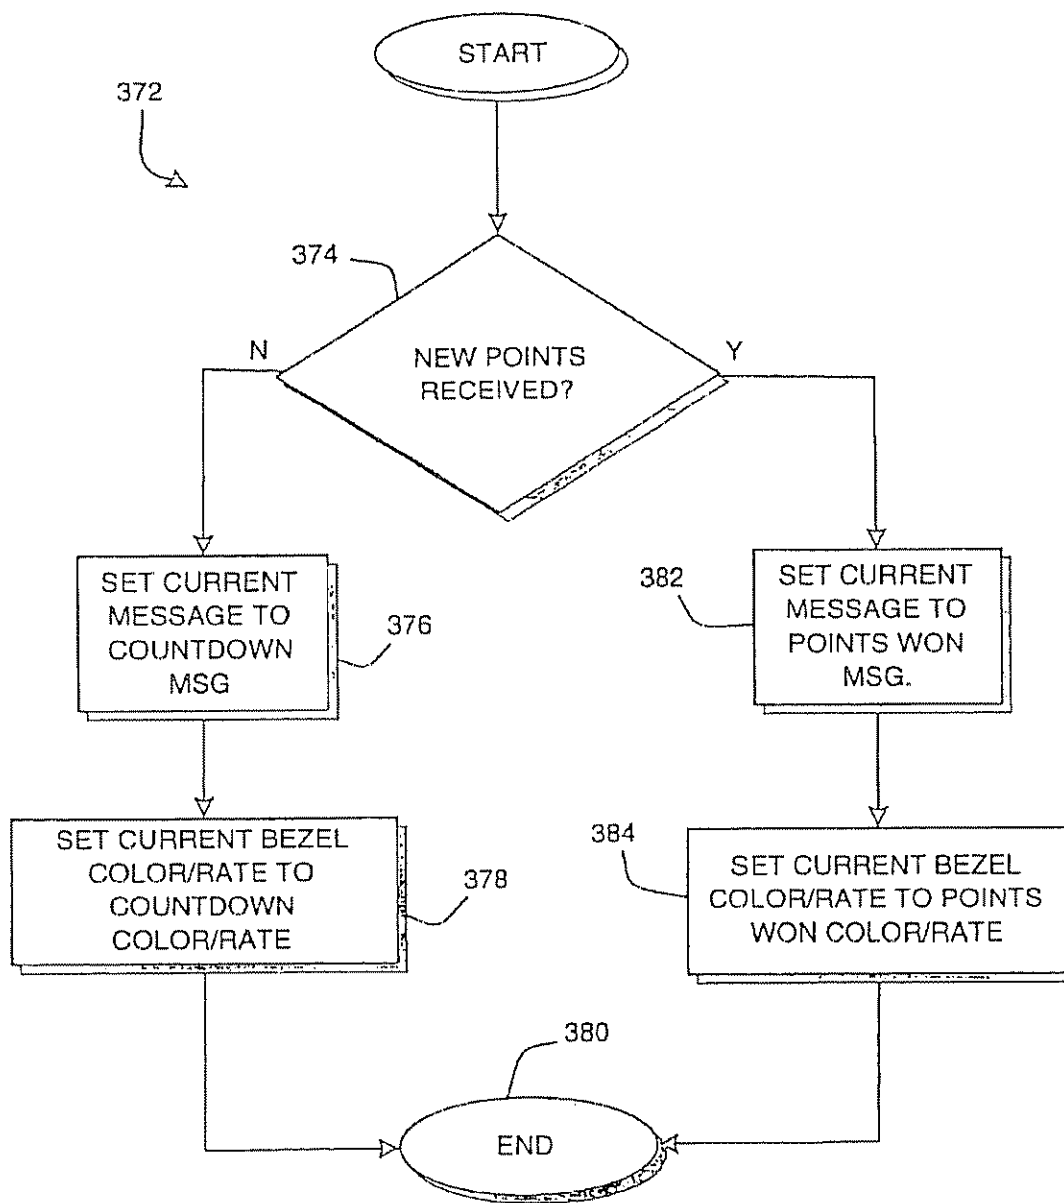 START
372
374
N
Y
NEW POINTS
RECEIVED?
SET CURRENT
MESSAGE TO
COUNTDOWN
MSG
376
382
SET CURRENT
MESSAGE TO
POINTS WON
MSG.
SET CURRENT BEZEL
COLOR/RATE TO
COUNTDOWN
COLOR/RATE
378
384
SET CURRENT BEZEL
COLOR/RATE TO POINTS
WON COLOR/RATE
380
END